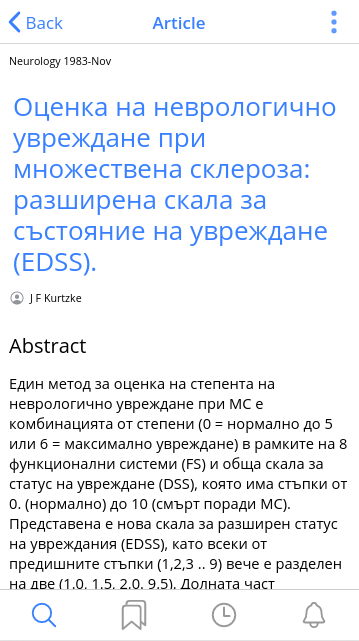 Back
Article
Neurology 1983-Nov
Оценка на неврологично
увреждане при
множествена склероза:
разширена скала за
състояние на увреждане
(EDSS).
J F Kurtzke
Abstract
Един метод за оценка на степента на
неврологично увреждане при МС е
комбинацията от степени (0 = нормално до 5
или 6 = максимално увреждане) в рамките на 8
функционални системи (FS) и обща скала за
статус на увреждане (DSS), която има стъпки от
0. (нормално) до 10 (смърт поради МС).
Представена е нова скала за разширен статус
на увреждания (EDSS), като всеки от
предишните стъпки (1,2,3 .. 9) вече е разделен
на две (1.0, 1.5, 2.0, 9.5). Долната част